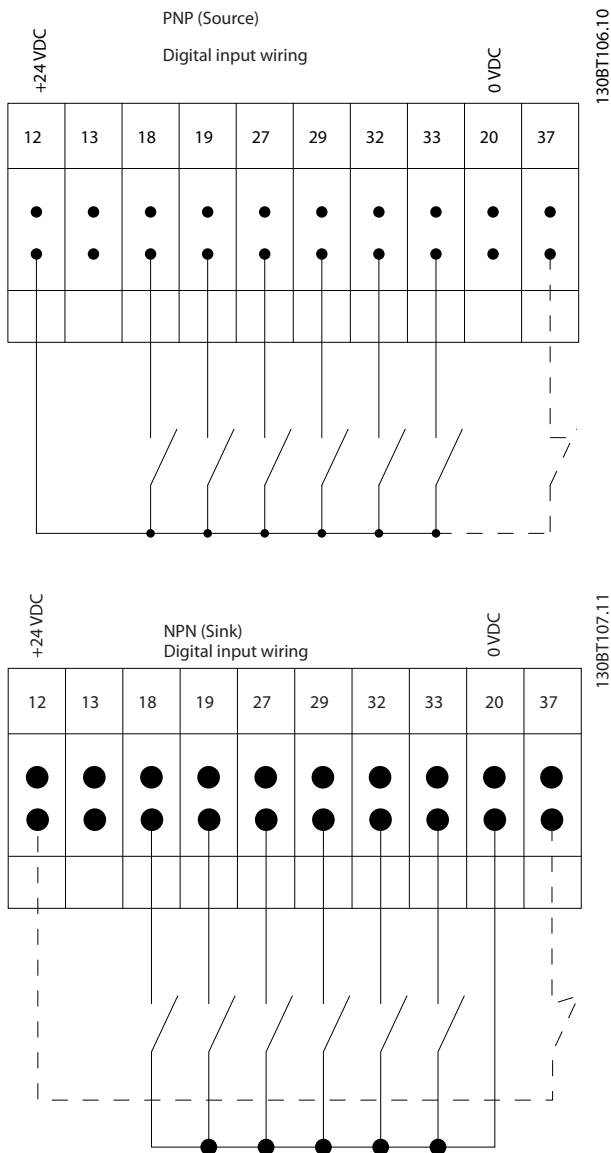 PNP (Source)
Digital input wiring
+24 VDC
0 VDC
130BT106.10
12 13 18 19 27 29 32 33 20 37
+24 VDC
NPN (Sink)
Digital input wiring
0 VDC
130BT107.11
12 13 18 19 27 29 32 33 20 37